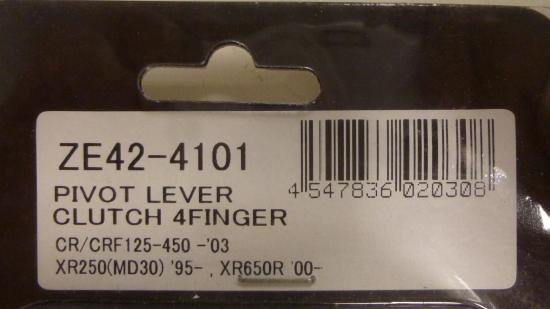 ZE42-4101
4 547836 020308
PIVOT LEVER
CLUTCH 4FINGER
CR/CRF125-450 -'03
XR250(MD30) '95- , XR650R '00-